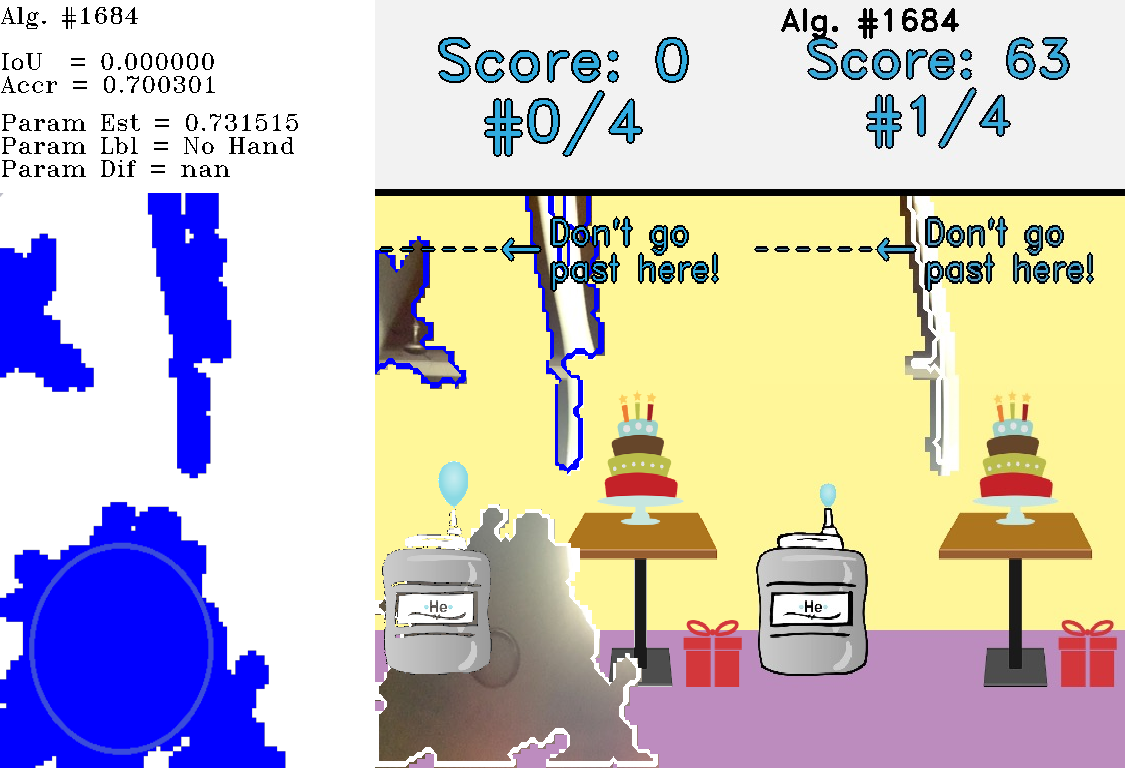 Alg. #1684
IoU = 0.000000
Accr = 0.700301
Param Est = 0.731515
Param Lbl = No Hand
Param Dif = nan
Score: 0
#0/4
Don't go
past here!
He
Alg. #1684
Score: 63
#1/4
Don't go
past here!
He